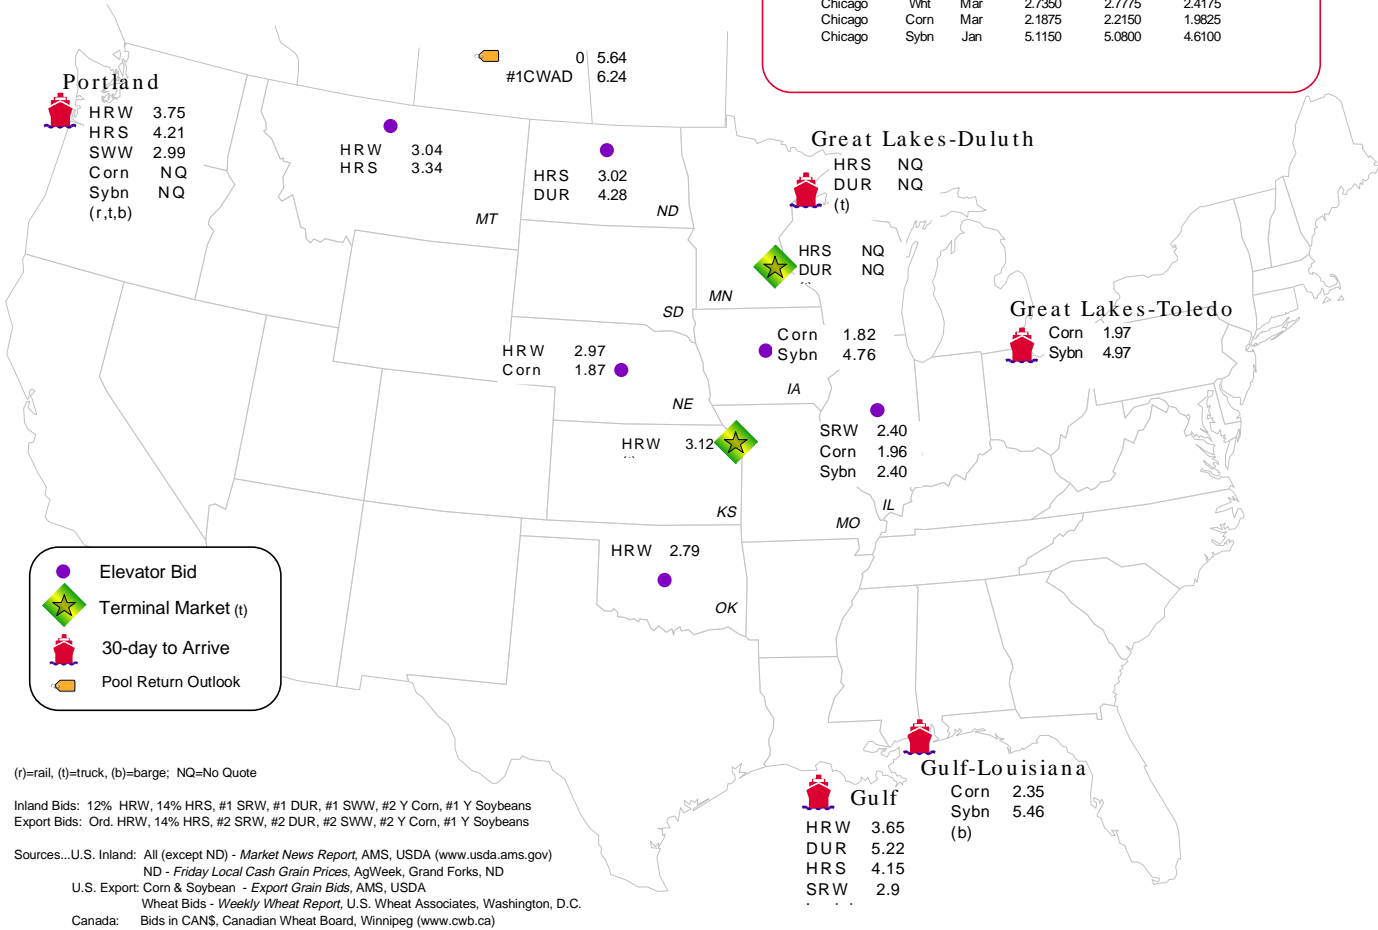 Chicago Wht Mar 2.7350 2.7775 2.4175
Chicago Corn Mar 2.1875 2.2150 1.9825
Chicago Sybn Jan 5.1150 5.0800 4.6100
0 5.64
#1CWAD 6.24
Portland
HRW 3.75
HRS 4.21
SWW 2.99
Corn NQ
Sybn NQ
(r,t,b)
HRW 3.04
HRS 3.34
MT
HRS 3.02
DUR 4.28
ND
Great Lakes-Duluth
HRS NQ
DUR NQ
(t)
HRS NQ
DUR NQ
MN
SD
Great Lakes-Toledo
Corn 1.97
Sybn 4.97
Corn 1.82
Sybn 4.76
IA
HRW 2.97
Corn 1.87
NE
SRW 2.40
Corn 1.96
Sybn 2.40
IL
HRW 3.12
KS
MO
HRW 2.79
OK
Elevator Bid
Terminal Market (t)
30-day to Arrive
Pool Return Outlook
Gulf-Louisiana
Corn 2.35
Sybn 5.46
(b)
Gulf
HRW 3.65
DUR 5.22
HRS 4.15
SRW 2.9
(r)=rail, (t)=truck, (b)=barge; NQ=No Quote
Inland Bids: 12% HRW, 14% HRS, #1 SRW, #1 DUR, #1 SWW, #2 Y Corn, #1 Y Soybeans
Export Bids: Ord. HRW, 14% HRS, #2 SRW, #2 DUR, #2 SWW, #2 Y Corn, #1 Y Soybeans
Sources...U.S. Inland: All (except ND) - Market News Report, AMS, USDA (www.usda.ams.gov)
ND - Friday Local Cash Grain Prices, AgWeek, Grand Forks, ND
U.S. Export: Corn & Soybean - Export Grain Bids, AMS, USDA
Wheat Bids - Weekly Wheat Report, U.S. Wheat Associates, Washington, D.C.
Canada: Bids in CAN$, Canadian Wheat Board, Winnipeg (www.cwb.ca)